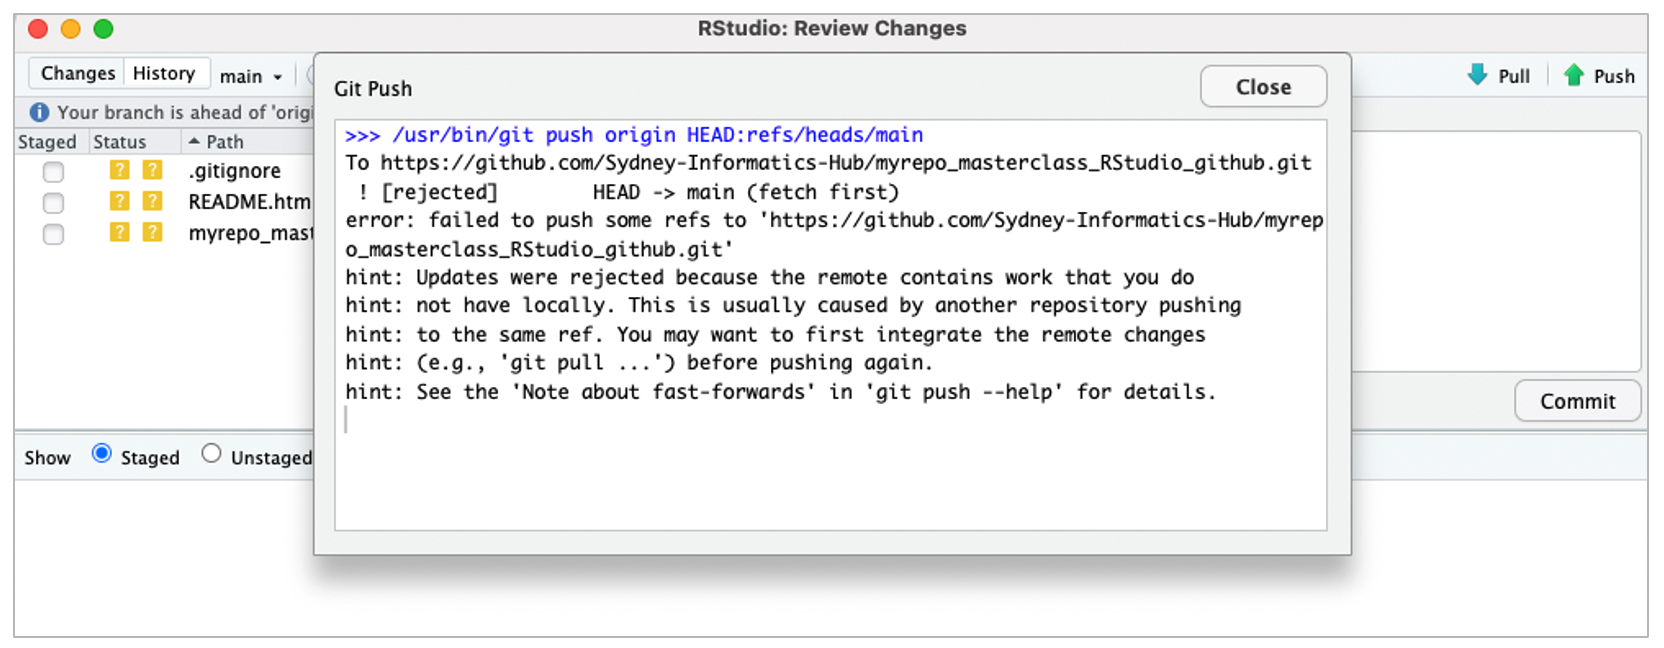 RStudio: Review Changes
Changes History main
Pull Push
Git Push
Close
Your branch is ahead of 'origi
Staged Status Path
? ? .gitignore
? ? README.htm
? ? myrepo_mast
>>> /usr/bin/git push origin HEAD:refs/heads/main
To https://github.com/Sydney-Informatics-Hub/myrepo_masterclass_RStudio_github.git
! [rejected] HEAD -> main (fetch first)
error: failed to push some refs to 'https://github.com/Sydney-Informatics-Hub/myrep
o_masterclass_RStudio_github.git'
hint: Updates were rejected because the remote contains work that you do
hint: not have locally. This is usually caused by another repository pushing
hint: to the same ref. You may want to first integrate the remote changes
hint: (e.g., 'git pull ...') before pushing again.
hint: See the 'Note about fast-forwards' in 'git push --help' for details.
Commit
Show Staged Unstaged